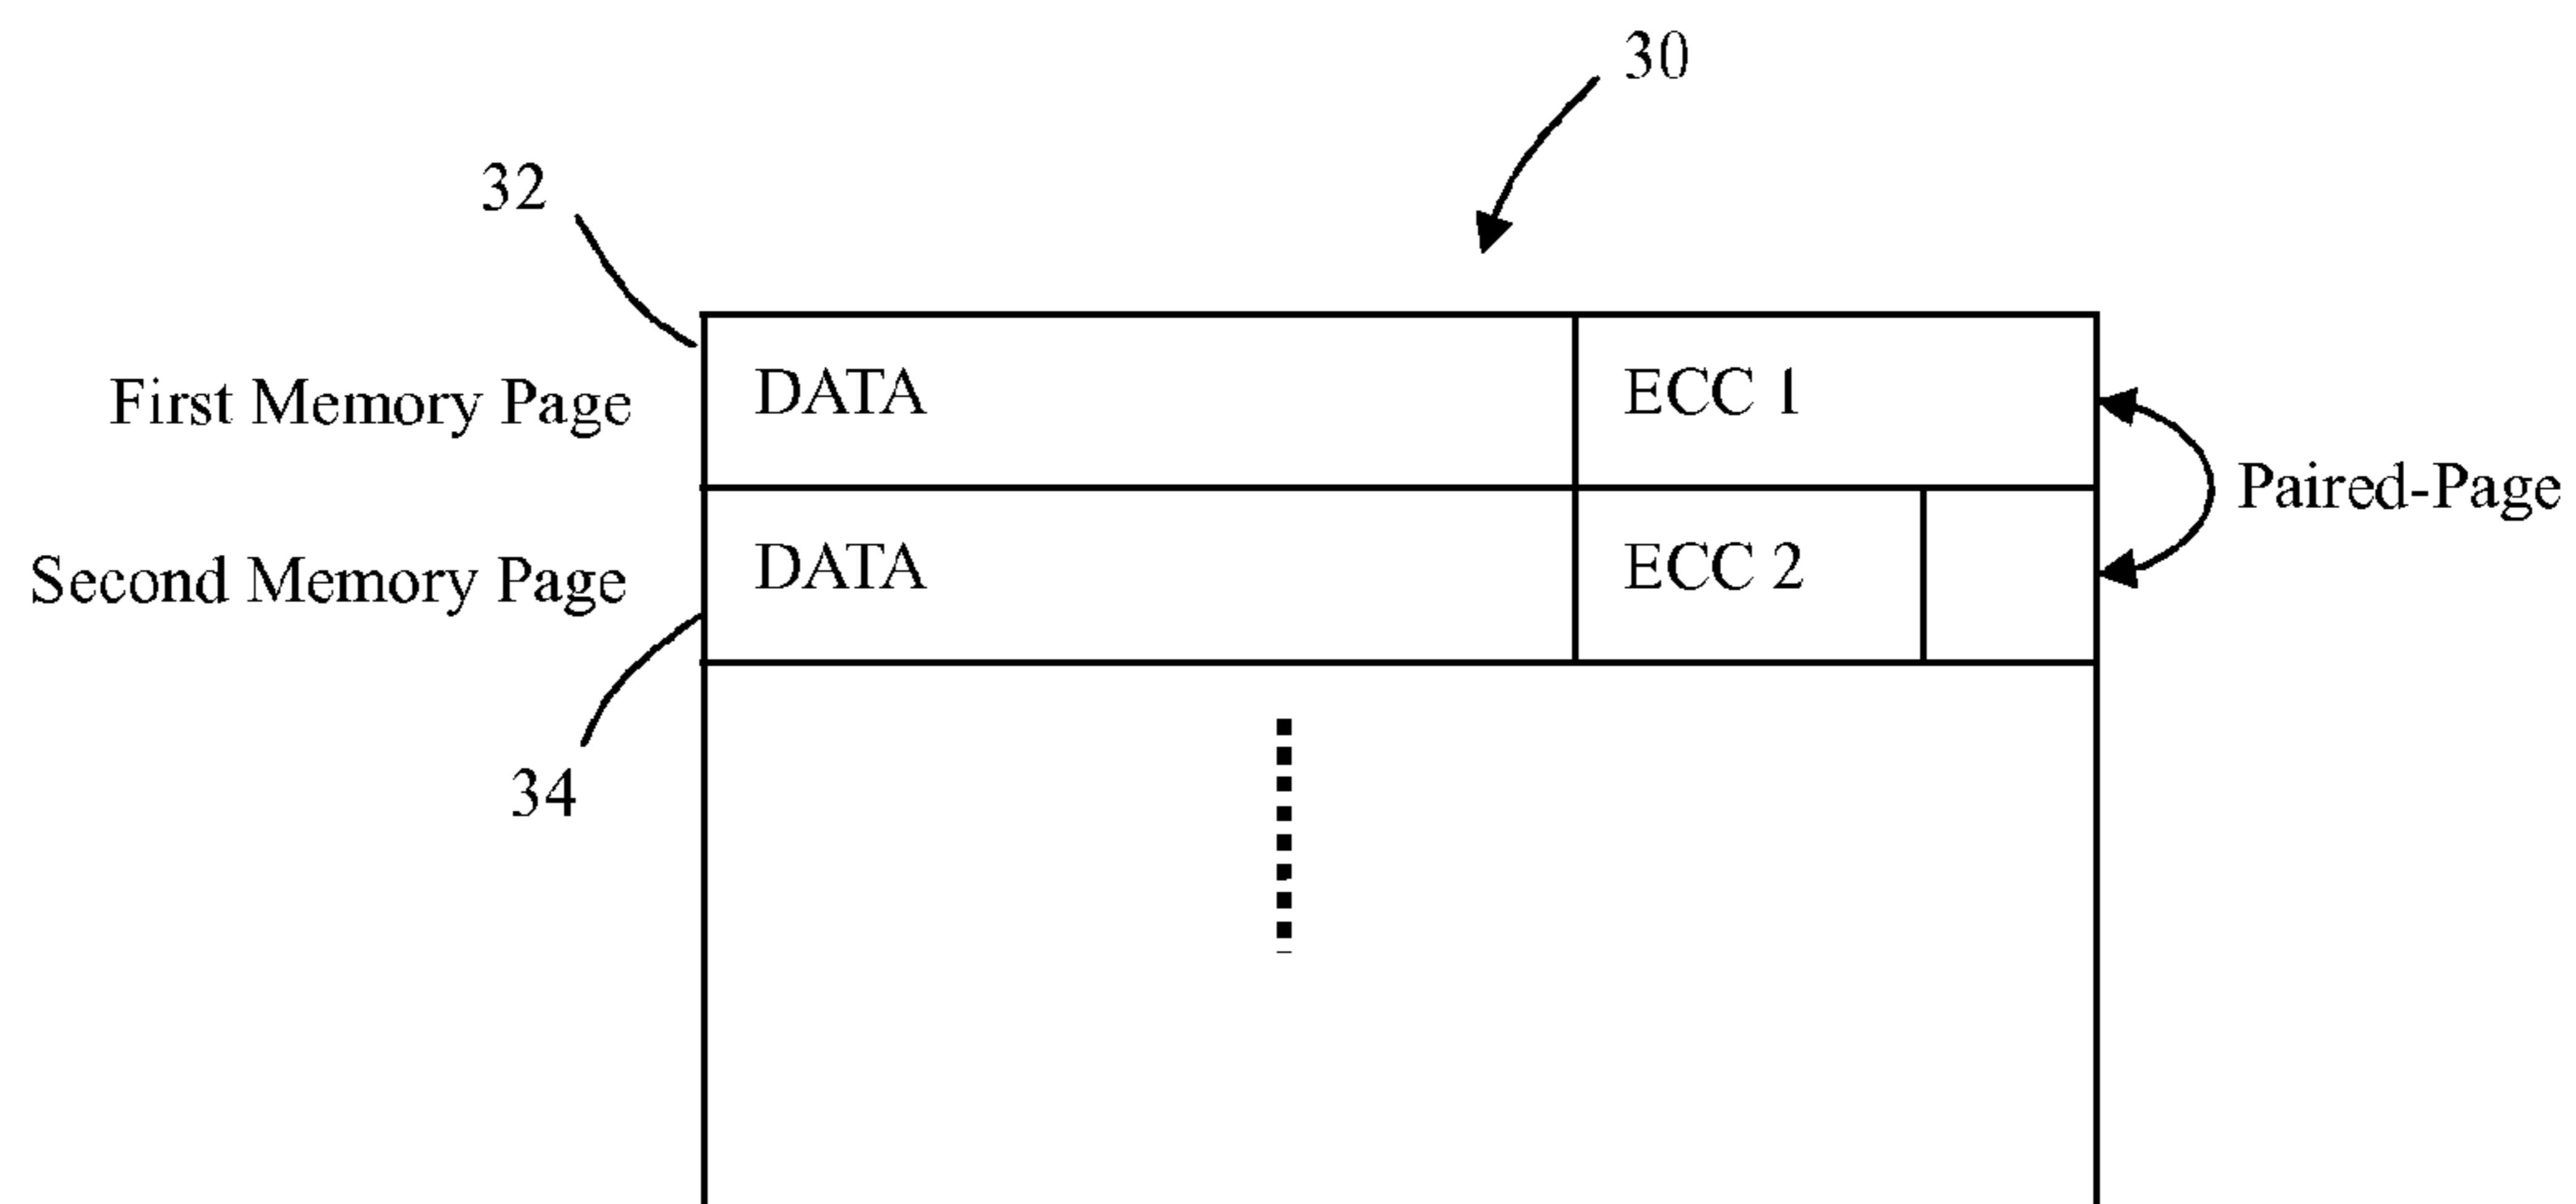 30
32
First Memory Page
DATA
ECC 1
Paired-Page
Second Memory Page
DATA
ECC 2
34